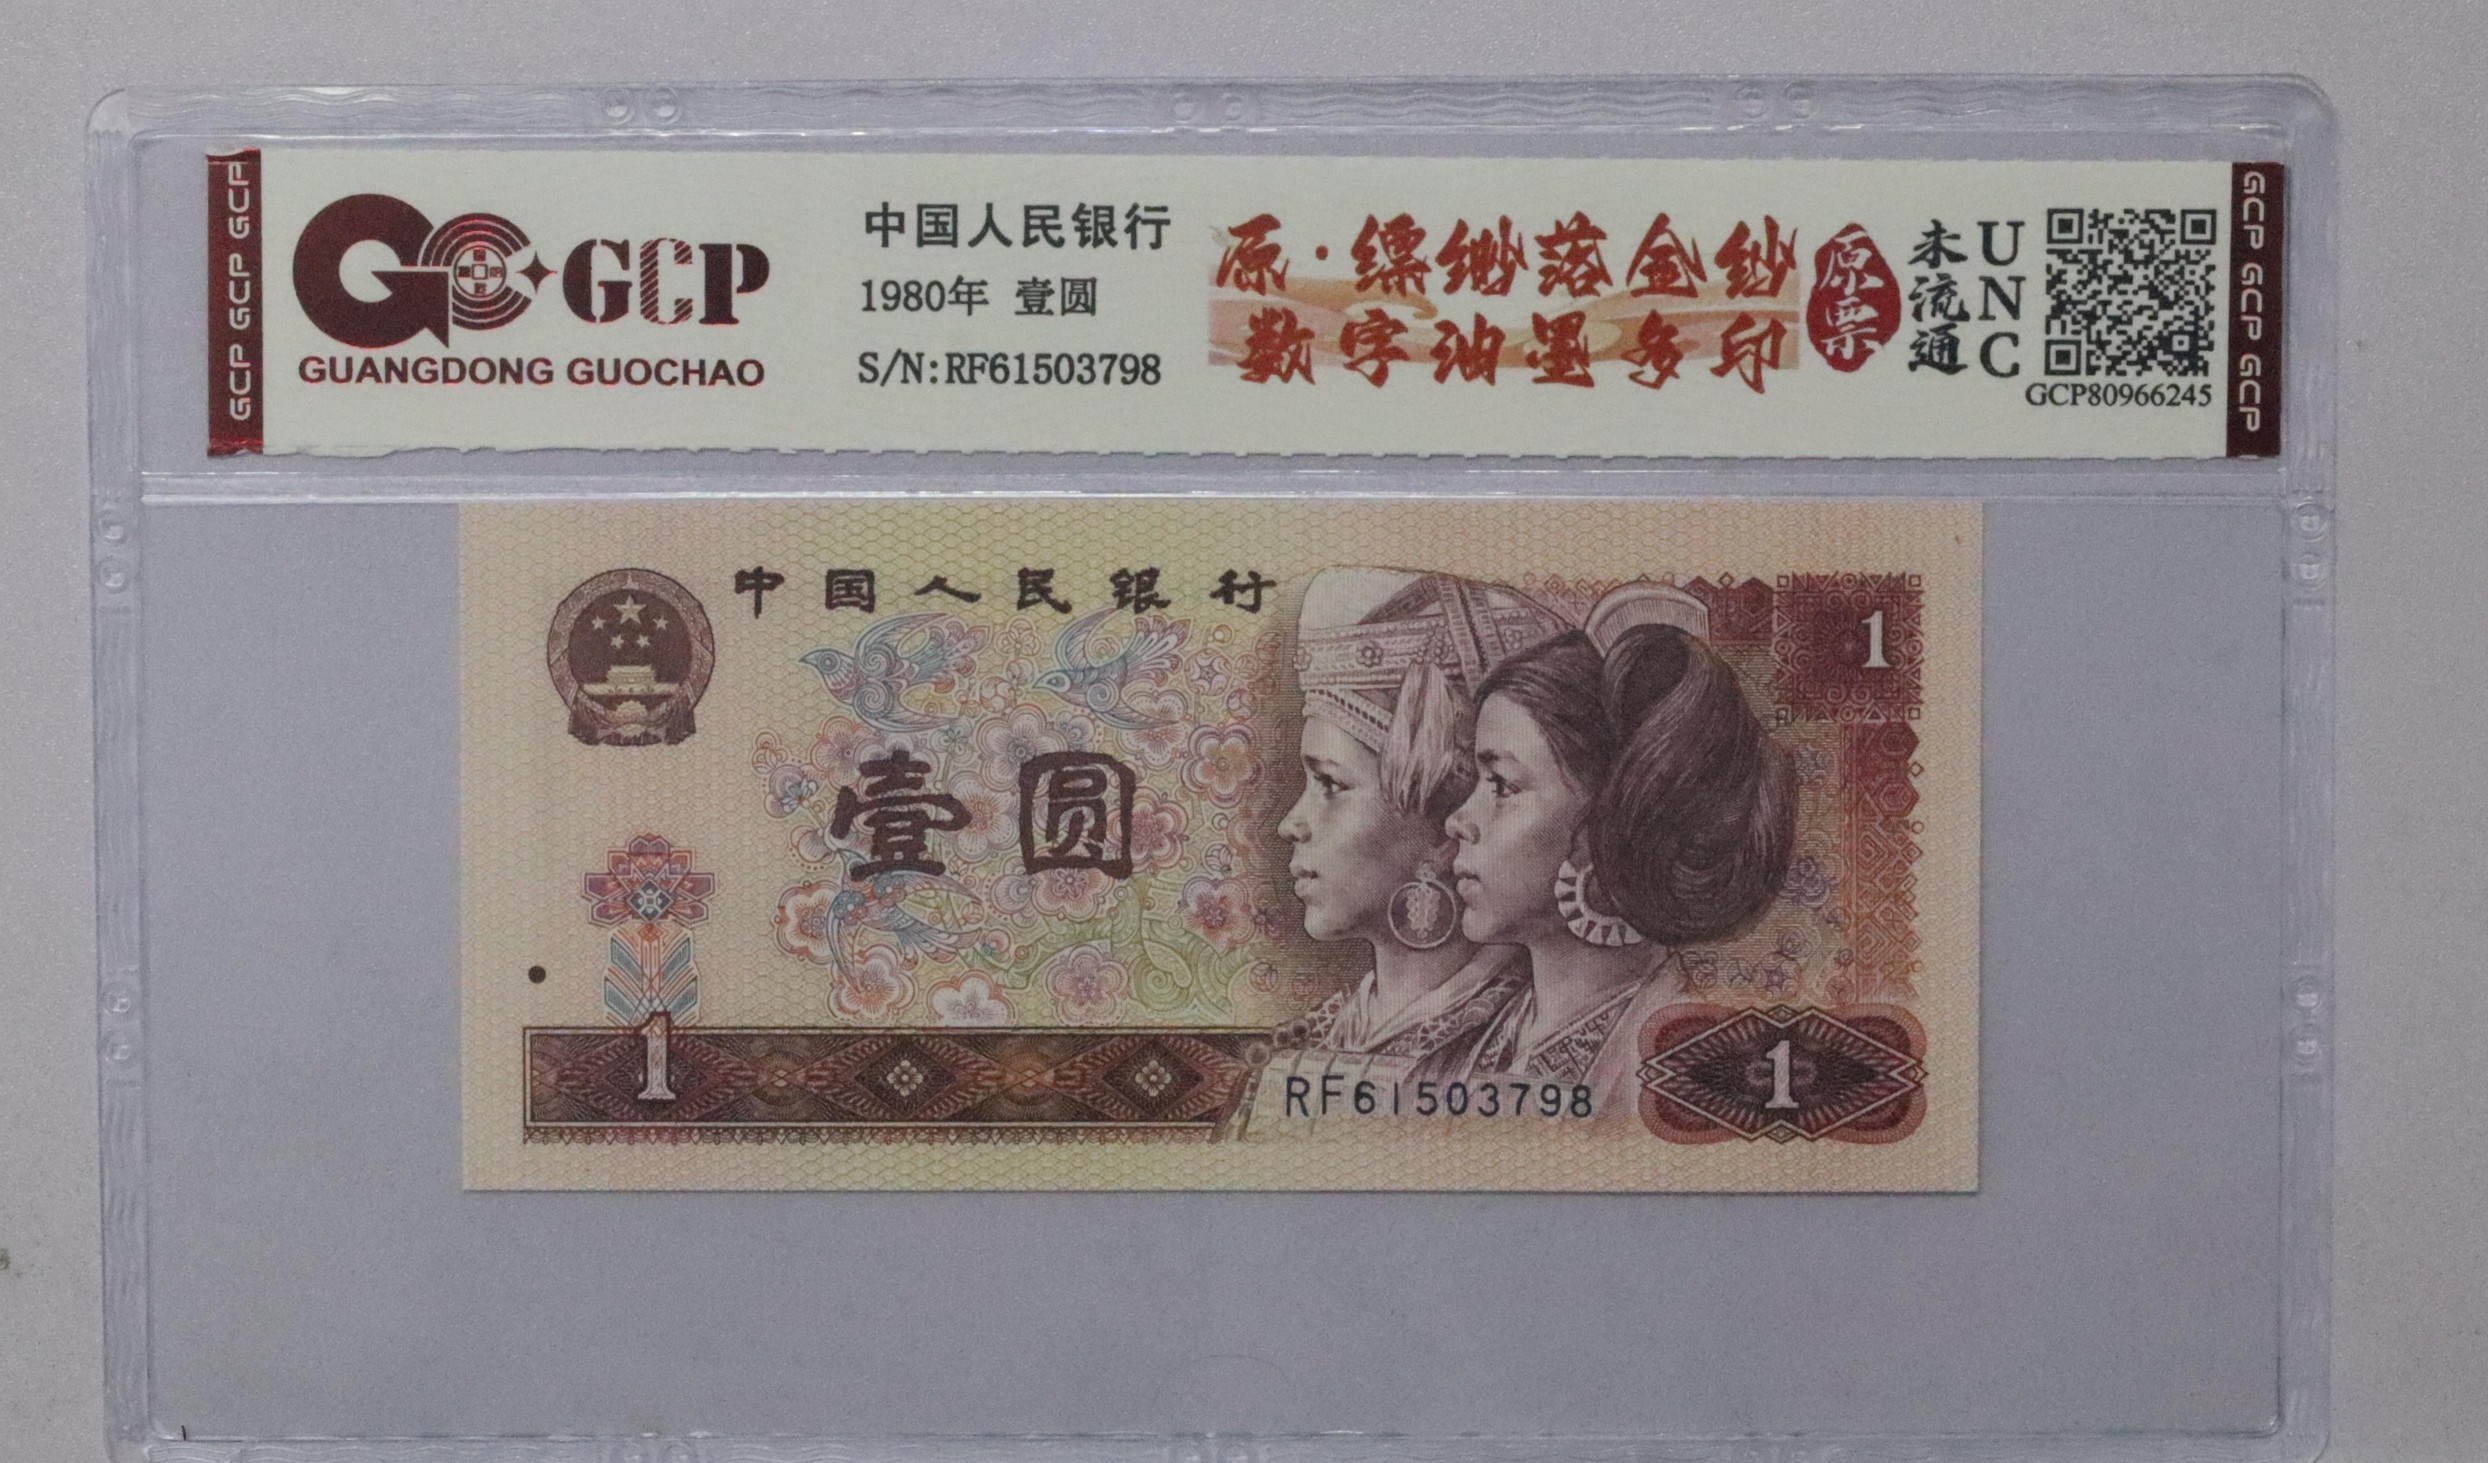 GCP GCP GCP
GCP
GUANGDONG GUOCHAO
中国人民银行
1980年 壹圆
S/N:RF61503798
原·缥缈落金纱
数字油墨多印
原票
未流通
UNC
GCP80966245
GCP GCP GCP
中国人民银行
1
壹圆
1
RF61503798
1